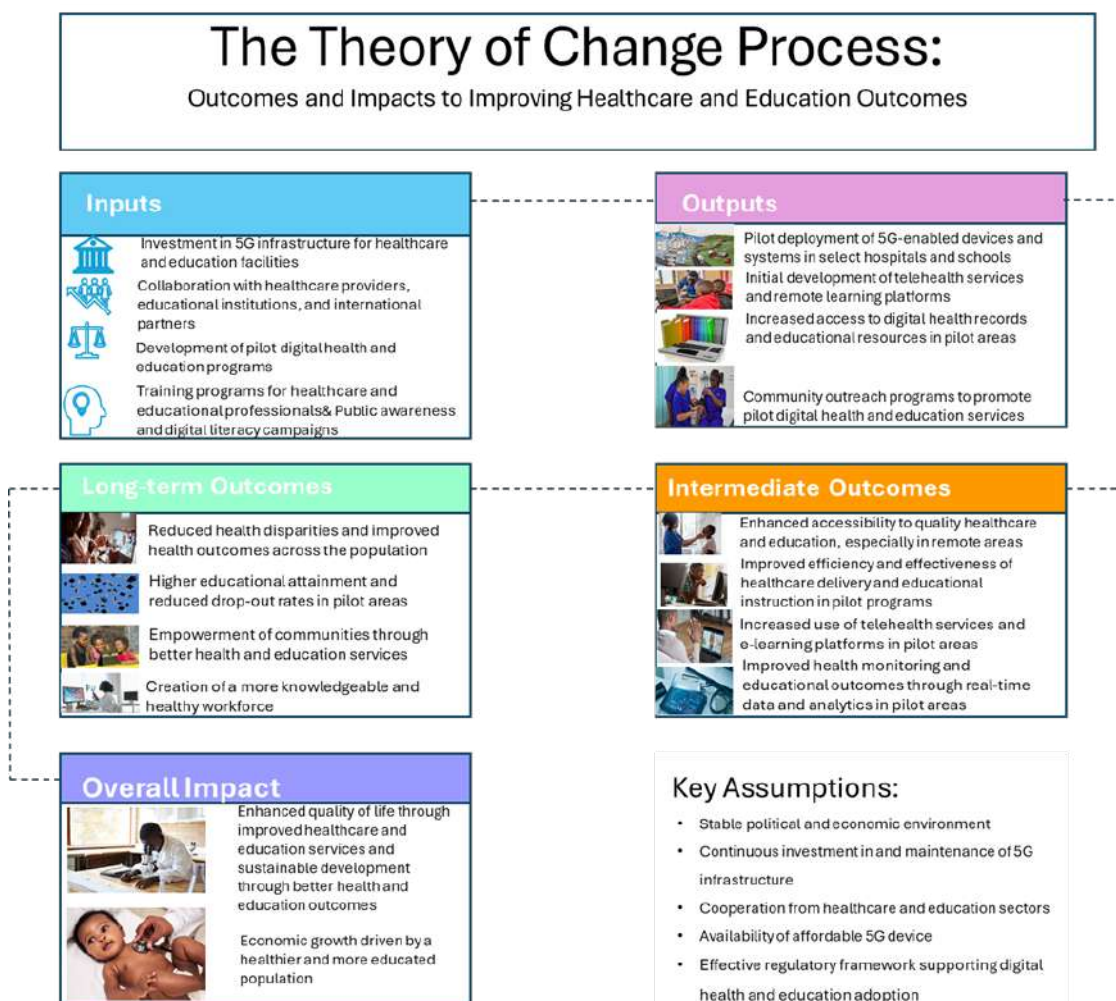 The Theory of Change Process:
Outcomes and Impacts to Improving Healthcare and Education Outcomes
Inputs
Investment in 5G infrastructure for healthcare
and education facilities
Collaboration with healthcare providers,
educational institutions, and international
partners
Development of pilot digital health and
education programs
Training programs for healthcare and
educational professionals& Public awareness
and digital literacy campaigns
Outputs
Pilot deployment of 5G-enabled devices and
systems in select hospitals and schools
Initial development of telehealth services
and remote learning platforms
Increased access to digital health records
and educational resources in pilot areas
Community outreach programs to promote
pilot digital health and education services
Long-term Outcomes
Reduced health disparities and improved
health outcomes across the population
Higher educational attainment and
reduced drop-out rates in pilot areas
Empowerment of communities through
better health and education services
Creation of a more knowledgeable and
healthy workforce
Intermediate Outcomes
Enhanced accessibility to quality healthcare
and education, especially in remote areas
Improved efficiency and effectiveness of
healthcare delivery and educational
instruction in pilot programs
Increased use of telehealth services and
e-learning platforms in pilot areas
Improved health monitoring and
educational outcomes through real-time
data and analytics in pilot areas
Overall Impact
Enhanced quality of life through
improved healthcare and
education services and
sustainable development
through better health and
education outcomes
Economic growth driven by a
healthier and more educated
population
Key Assumptions:
• Stable political and economic environment
• Continuous investment in and maintenance of 5G
infrastructure
• Cooperation from healthcare and education sectors
• Availability of affordable 5G device
• Effective regulatory framework supporting digital
health and education adoption